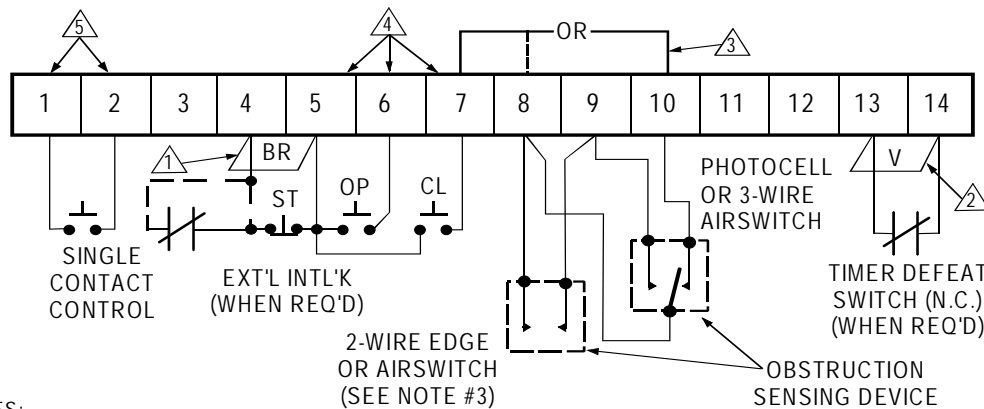 5
4
OR
3
1 2 3 4 5 6 7 8 9 10 11 12 13 14
1
BR
V
2
ST
OP
CL
PHOTOCELL
OR 3-WIRE
AIRSWITCH
SINGLE
CONTACT
CONTROL
EXT'L INTL'K
(WHEN REQ'D)
TIMER DEFEAT
SWITCH (N.C.)
(WHEN REQ'D)
2-WIRE EDGE
OR AIRSWITCH
(SEE NOTE #3)
OBSTRUCTION
SENSING DEVICE